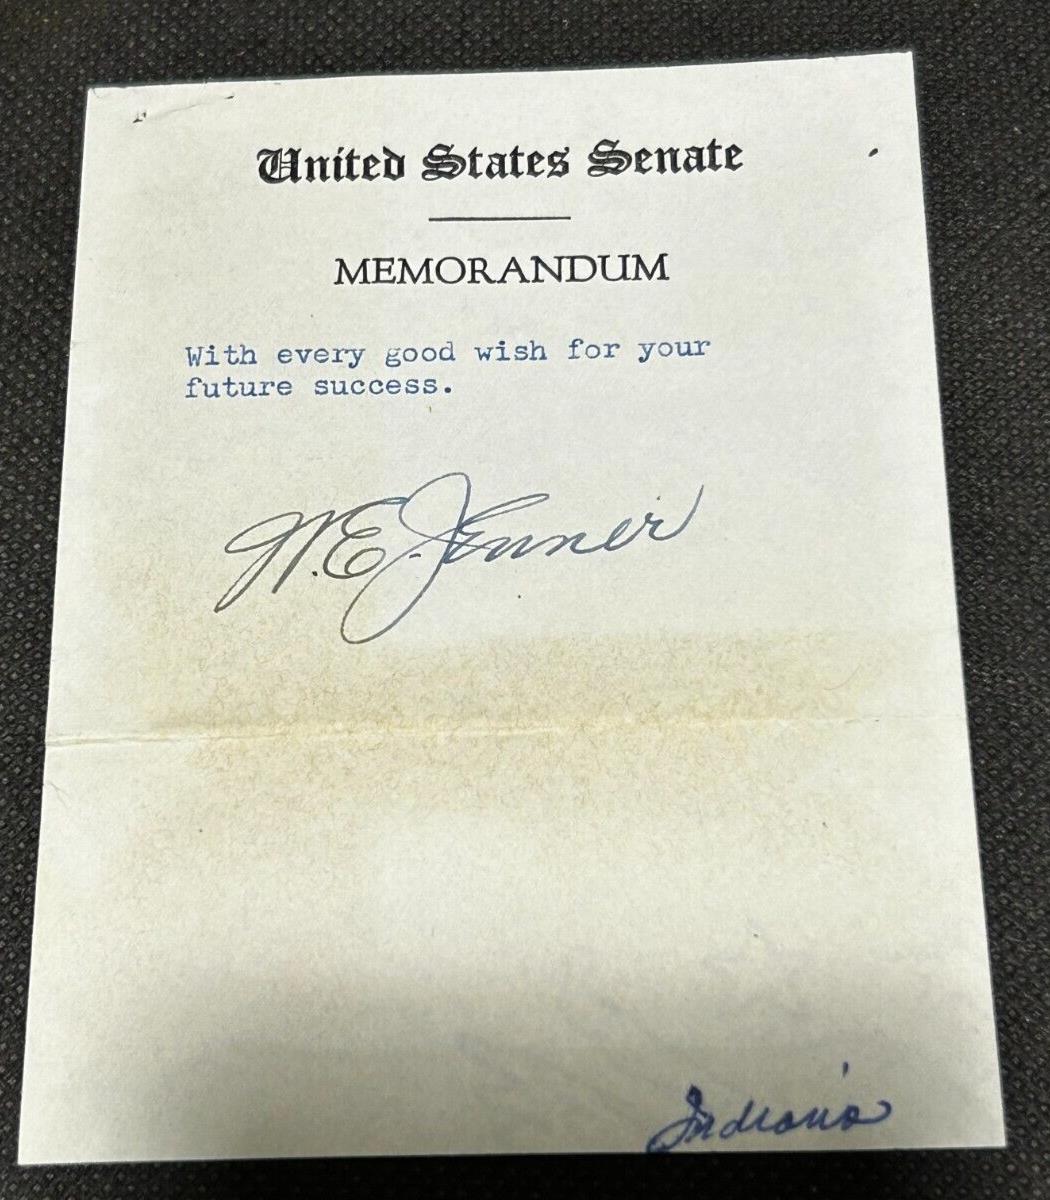 United States Senate
MEMORANDUM
With every good wish for your
future success.
W.E. Jenner
Indiana